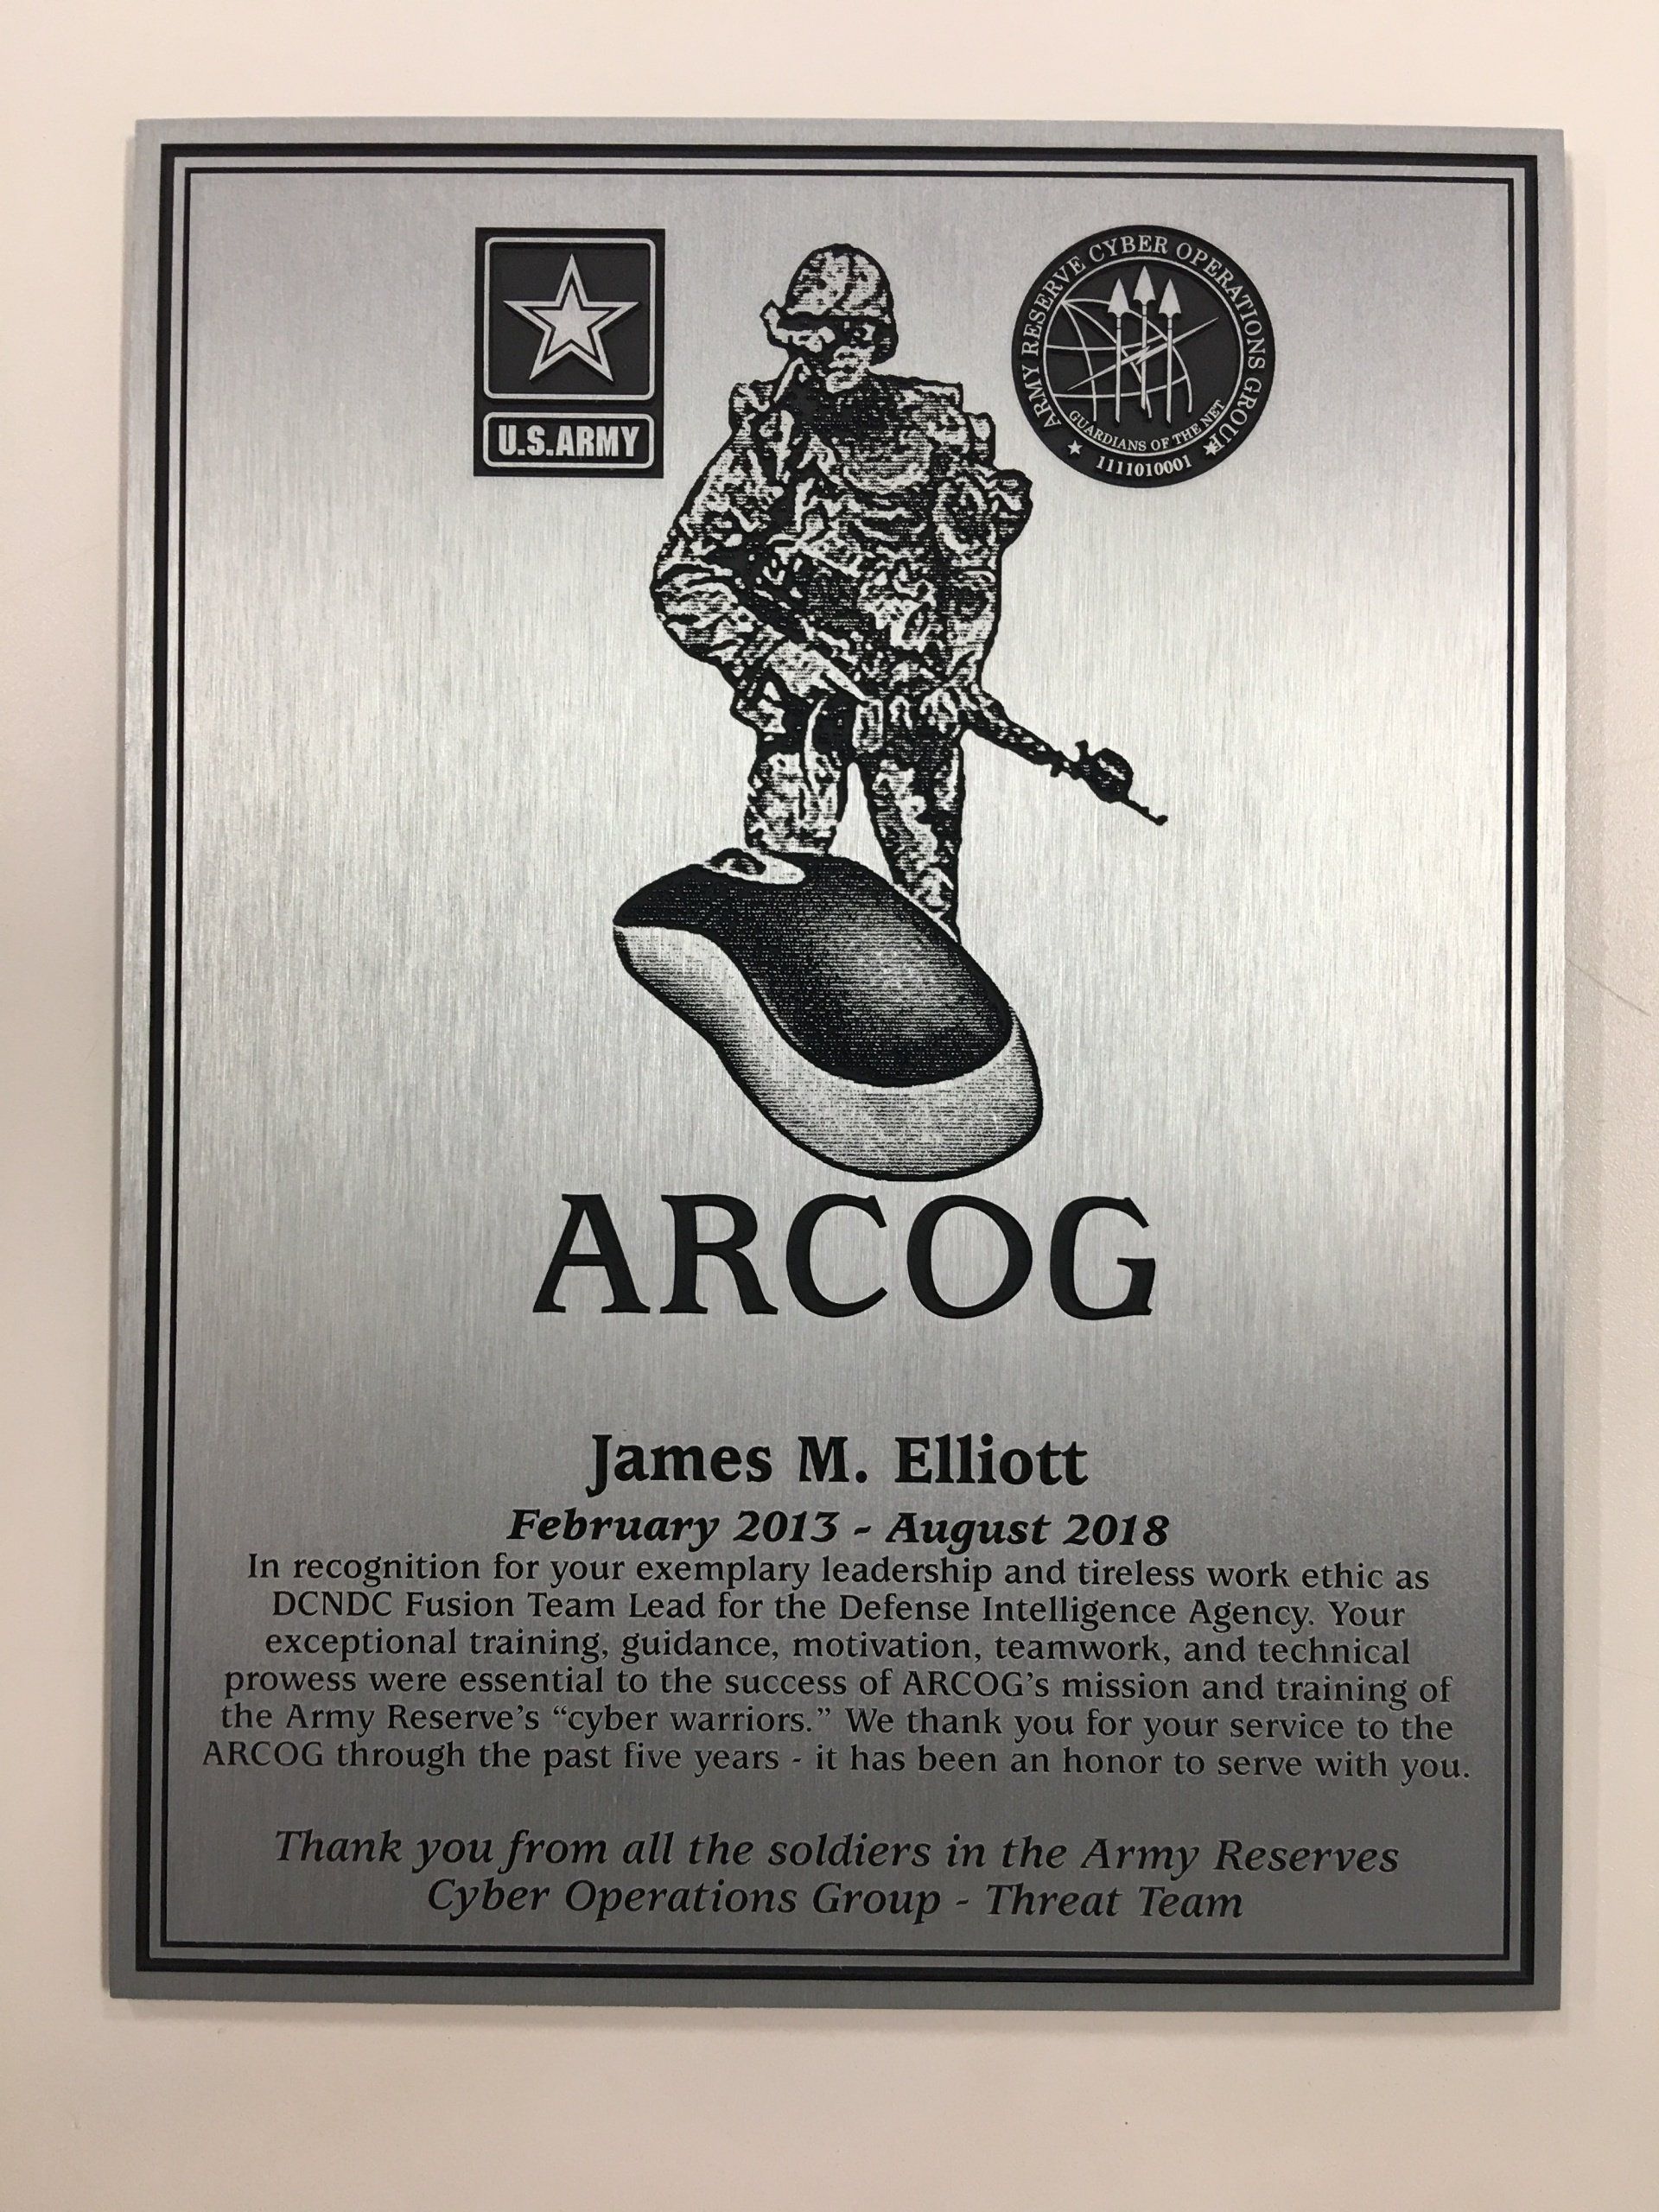 U.S.ARMY
ARMY RESERVE CYBER OPERATIONS GROUP
GUARDIANS OF THE NET
1111010001
ARCOG
James M. Elliott
February 2013 - August 2018
In recognition for your exemplary leadership and tireless work ethic as
DCNDC Fusion Team Lead for the Defense Intelligence Agency. Your
exceptional training, guidance, motivation, teamwork, and technical
prowess were essential to the success of ARCOG's mission and training of
the Army Reserve's “cyber warriors.” We thank you for your service to the
ARCOG through the past five years - it has been an honor to serve with you.
Thank you from all the soldiers in the Army Reserves
Cyber Operations Group - Threat Team